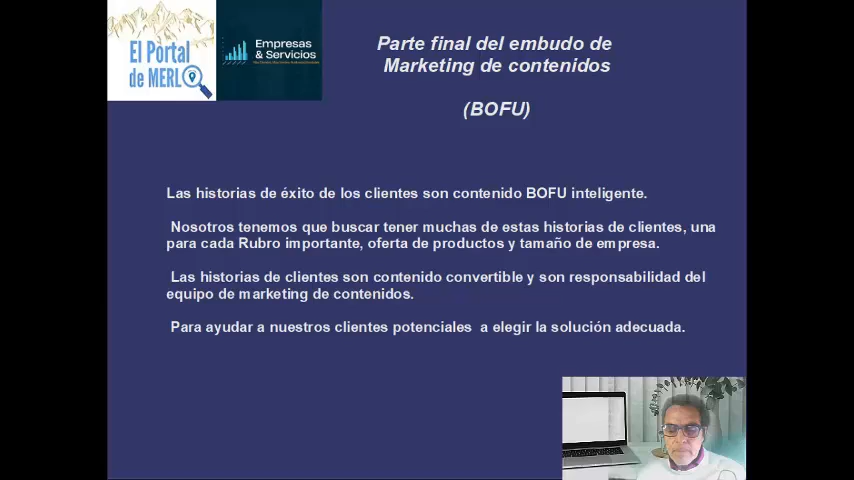 El Portal
de MERLO
Empresas
& Servicios
Parte final del embudo de
Marketing de contenidos
(BOFU)
Las historias de éxito de los clientes son contenido BOFU inteligente.
Nosotros tenemos que buscar tener muchas de estas historias de clientes, una
para cada Rubro importante, oferta de productos y tamaño de empresa.
Las historias de clientes son contenido convertible y son responsabilidad del
equipo de marketing de contenidos.
Para ayudar a nuestros clientes potenciales a elegir la solución adecuada.